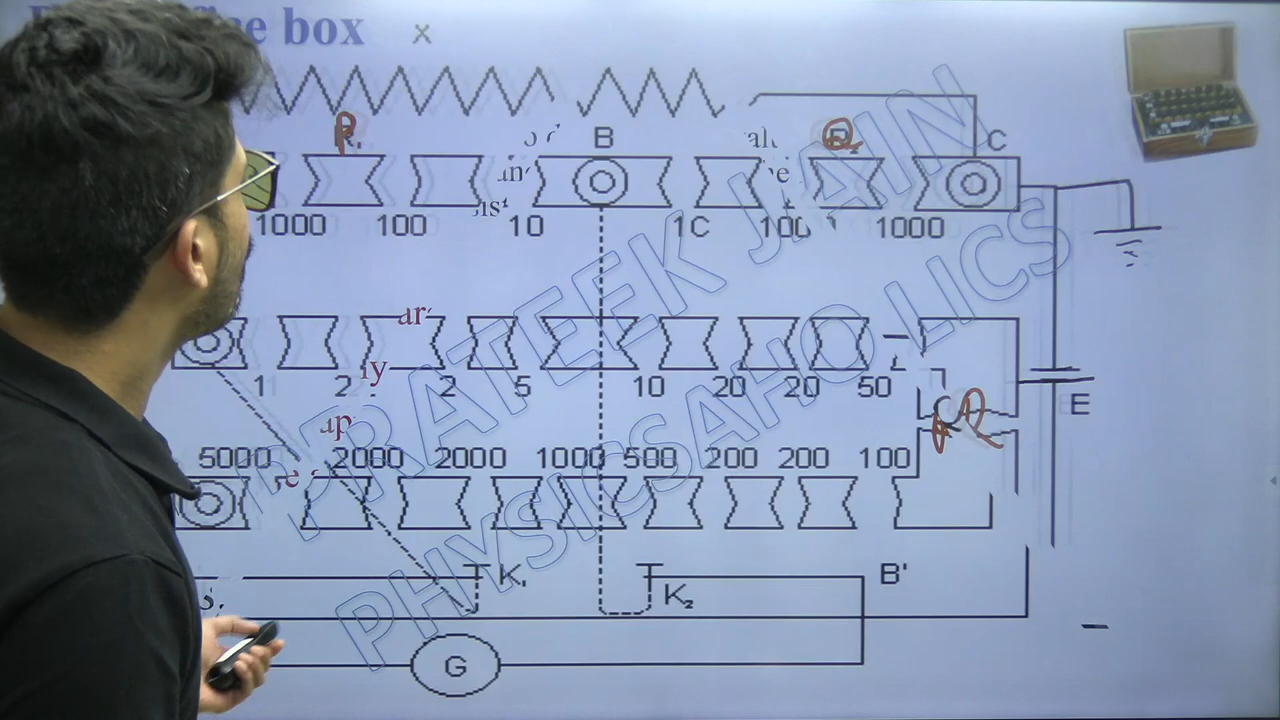 box
x
P
Q
B
C
1000 100 10 1C 100 1000
1 2 2 5 10 20 20 50
R
E
5000 2000 2000 1000 500 200 200 100
K₁
K₂
B'
S,
G
PRATEEK JAIN
PHYSICSAHOLICS